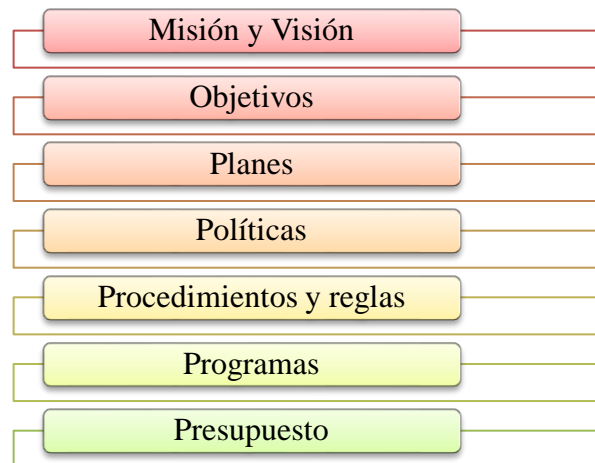 Misión y Visión
Objetivos
Planes
Políticas
Procedimientos y reglas
Programas
Presupuesto